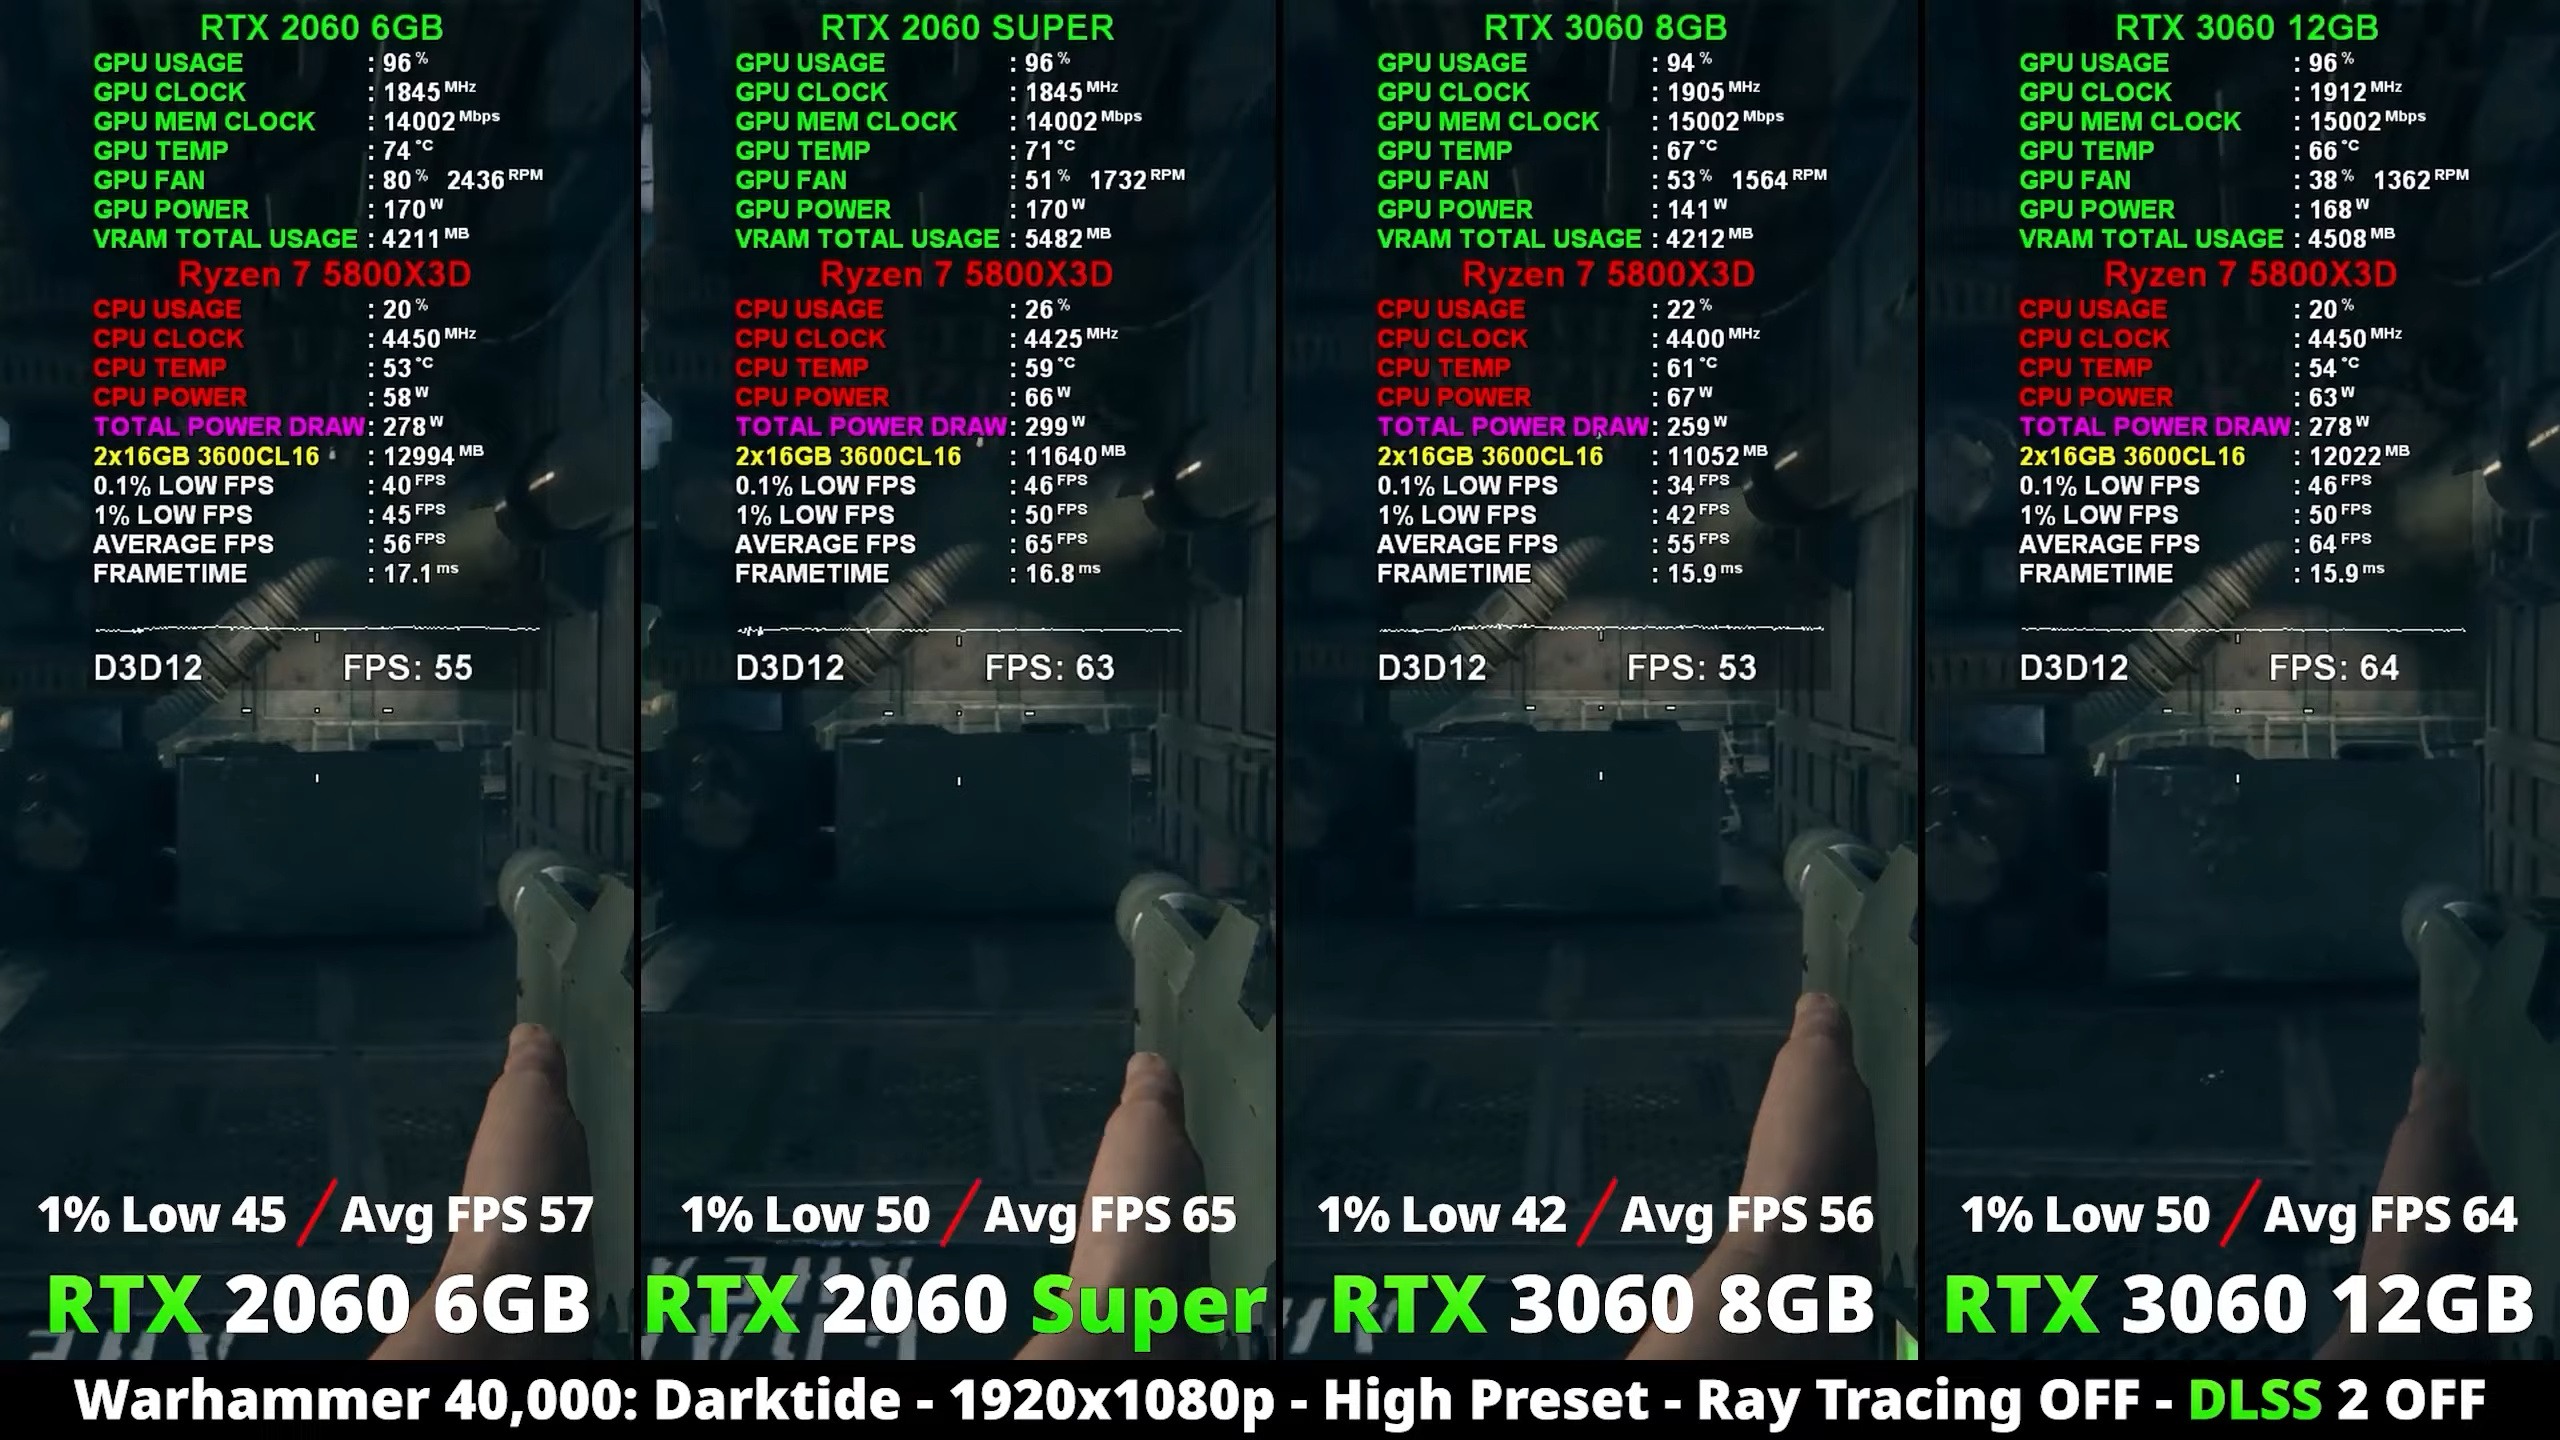 RTX 2060 6GB
GPU USAGE : 96 %
GPU CLOCK : 1845 MHz
GPU MEM CLOCK : 14002 Mbps
GPU TEMP : 74 °C
GPU FAN : 80 % 2436 RPM
GPU POWER : 170 W
VRAM TOTAL USAGE : 4211 MB
Ryzen 7 5800X3D
CPU USAGE : 20 %
CPU CLOCK : 4450 MHz
CPU TEMP : 53 °C
CPU POWER : 58 W
TOTAL POWER DRAW : 278 W
2x16GB 3600CL16 : 12994 MB
0.1% LOW FPS : 40 FPS
1% LOW FPS : 45 FPS
AVERAGE FPS : 56 FPS
FRAMETIME : 17.1 ms
D3D12 FPS: 55
1% Low 45 / Avg FPS 57
RTX 2060 6GB
RTX 2060 SUPER
GPU USAGE : 96 %
GPU CLOCK : 1845 MHz
GPU MEM CLOCK : 14002 Mbps
GPU TEMP : 71 °C
GPU FAN : 51 % 1732 RPM
GPU POWER : 170 W
VRAM TOTAL USAGE : 5482 MB
Ryzen 7 5800X3D
CPU USAGE : 26 %
CPU CLOCK : 4425 MHz
CPU TEMP : 59 °C
CPU POWER : 66 W
TOTAL POWER DRAW : 299 W
2x16GB 3600CL16 : 11640 MB
0.1% LOW FPS : 46 FPS
1% LOW FPS : 50 FPS
AVERAGE FPS : 65 FPS
FRAMETIME : 16.8 ms
D3D12 FPS: 63
1% Low 50 / Avg FPS 65
RTX 2060 Super
RTX 3060 8GB
GPU USAGE : 94 %
GPU CLOCK : 1905 MHz
GPU MEM CLOCK : 15002 Mbps
GPU TEMP : 67 °C
GPU FAN : 53 % 1564 RPM
GPU POWER : 141 W
VRAM TOTAL USAGE : 4212 MB
Ryzen 7 5800X3D
CPU USAGE : 22 %
CPU CLOCK : 4400 MHz
CPU TEMP : 61 °C
CPU POWER : 67 W
TOTAL POWER DRAW : 259 W
2x16GB 3600CL16 : 11052 MB
0.1% LOW FPS : 34 FPS
1% LOW FPS : 42 FPS
AVERAGE FPS : 55 FPS
FRAMETIME : 15.9 ms
D3D12 FPS: 53
1% Low 42 / Avg FPS 56
RTX 3060 8GB
RTX 3060 12GB
GPU USAGE : 96 %
GPU CLOCK : 1912 MHz
GPU MEM CLOCK : 15002 Mbps
GPU TEMP : 66 °C
GPU FAN : 38 % 1362 RPM
GPU POWER : 168 W
VRAM TOTAL USAGE : 4508 MB
Ryzen 7 5800X3D
CPU USAGE : 20 %
CPU CLOCK : 4450 MHz
CPU TEMP : 54 °C
CPU POWER : 63 W
TOTAL POWER DRAW : 278 W
2x16GB 3600CL16 : 12022 MB
0.1% LOW FPS : 46 FPS
1% LOW FPS : 50 FPS
AVERAGE FPS : 64 FPS
FRAMETIME : 15.9 ms
D3D12 FPS: 64
1% Low 50 / Avg FPS 64
RTX 3060 12GB
Warhammer 40,000: Darktide - 1920x1080p - High Preset - Ray Tracing OFF - DLSS 2 OFF